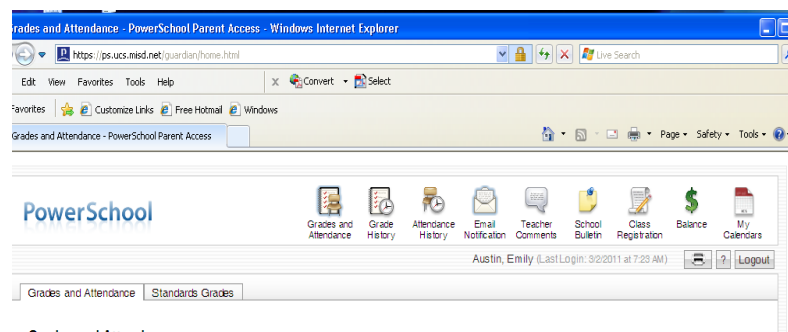 rades and Attendance - PowerSchool Parent Access - Windows Internet Explorer
https://ps.ucs.misd.net/guardian/home.html
Live Search
Edit View Favorites Tools Help x Convert Select
Favorites Customize Links Free Hotmail Windows
Grades and Attendance - PowerSchool Parent Access Page Safety Tools
PowerSchool
Grades and Attendance
Grade History
Attendance History
Email Notification
Teacher Comments
School Bulletin
Class Registration
Balance
My Calendars
Austin, Emily (Last Login: 3/2/2011 at 7:23 AM) ? Logout
Grades and Attendance Standards Grades